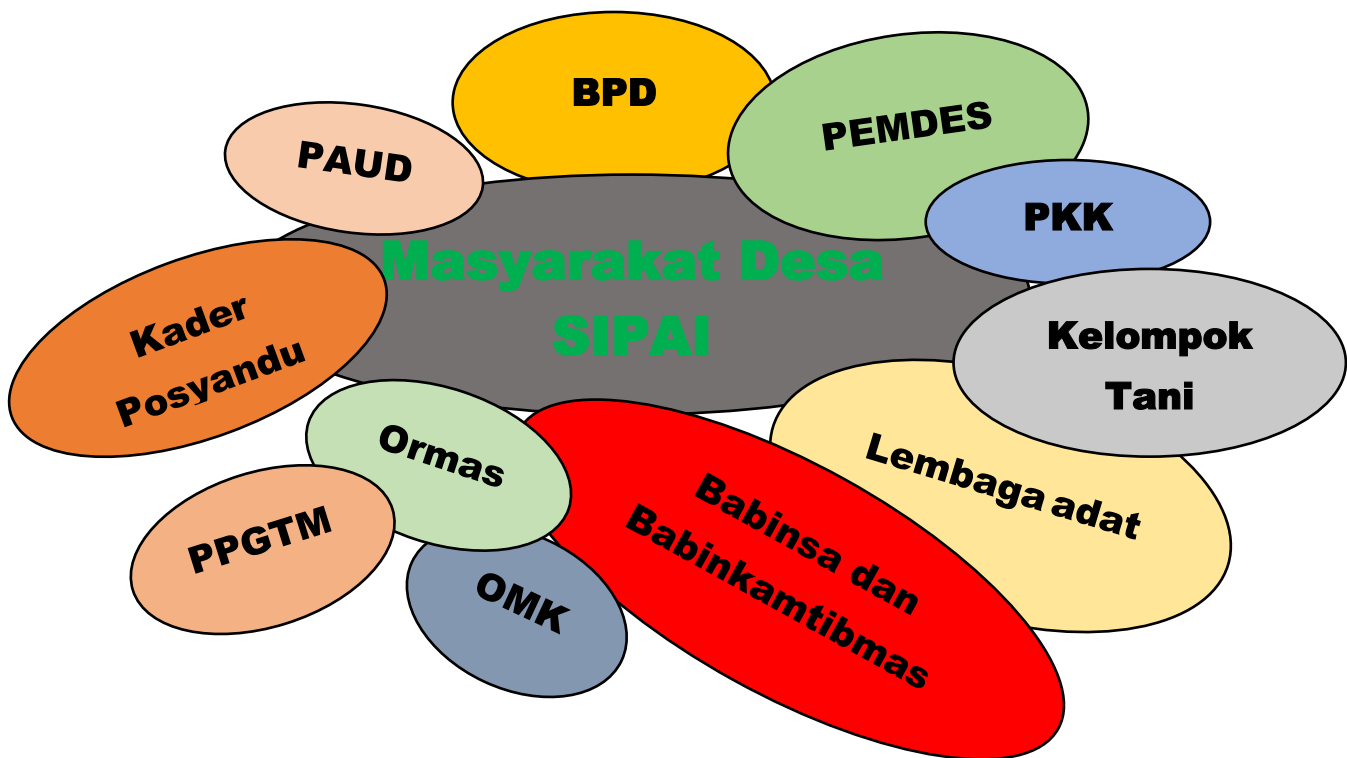 BPD
PEMDES
PAUD
PKK
Masyarakat Desa
SIPAI
Kader
Posyandu
Kelompok
Tani
Ormas
Lembaga adat
Babinsa dan
Babinkamtibmas
PPGTM
OMK